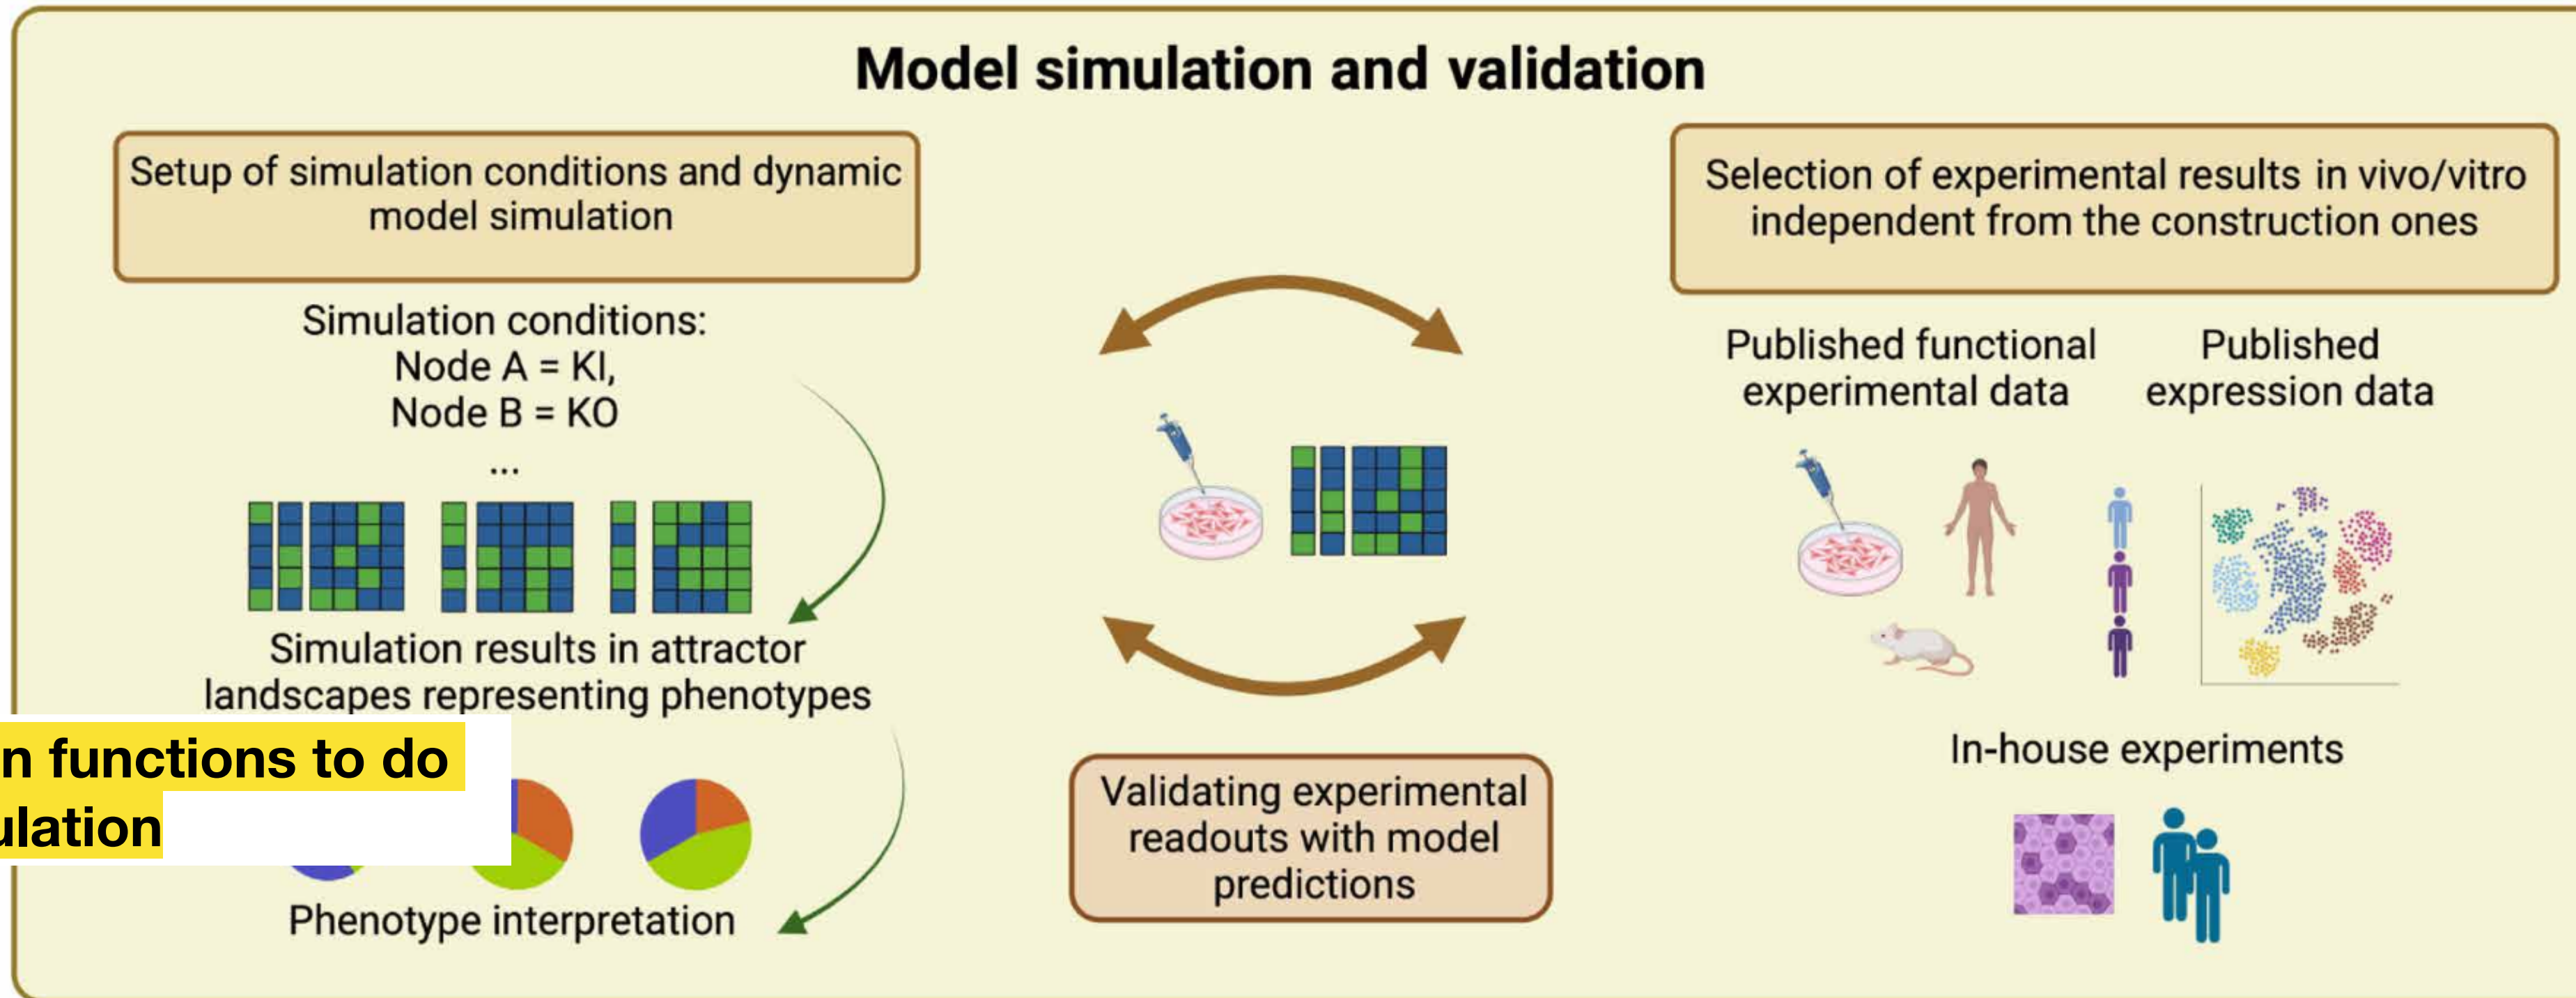 Model simulation and validation
Setup of simulation conditions and dynamic
model simulation
Simulation conditions:
Node A = KI,
Node B = KO
...
Simulation results in attractor
landscapes representing phenotypes
functions to do
Phenotype interpretation
Validating experimental
readouts with model
predictions
Selection of experimental results in vivo/vitro
independent from the construction ones
Published functional
experimental data
Published
expression data
In-house experiments